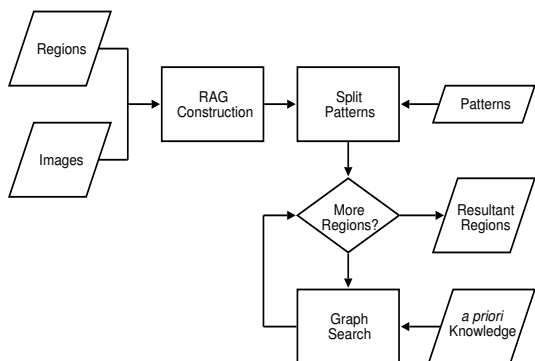 Regions
RAG
Construction
Split
Patterns
Patterns
Images
More
Regions?
Resultant
Regions
Graph
Search
a priori
Knowledge